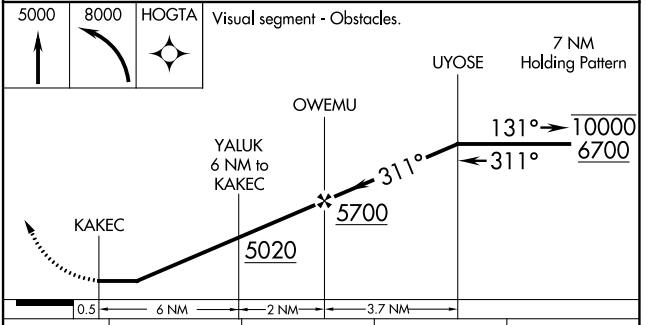 5000
8000
HOGTA
Visual segment - Obstacles.
7 NM
Holding Pattern
UYOSE
OWEMU
131°
10000
YALUK
6 NM to
KAKEC
311°
311°
6700
5700
KAKEC
5020
0.5
6 NM
2 NM
3.7 NM